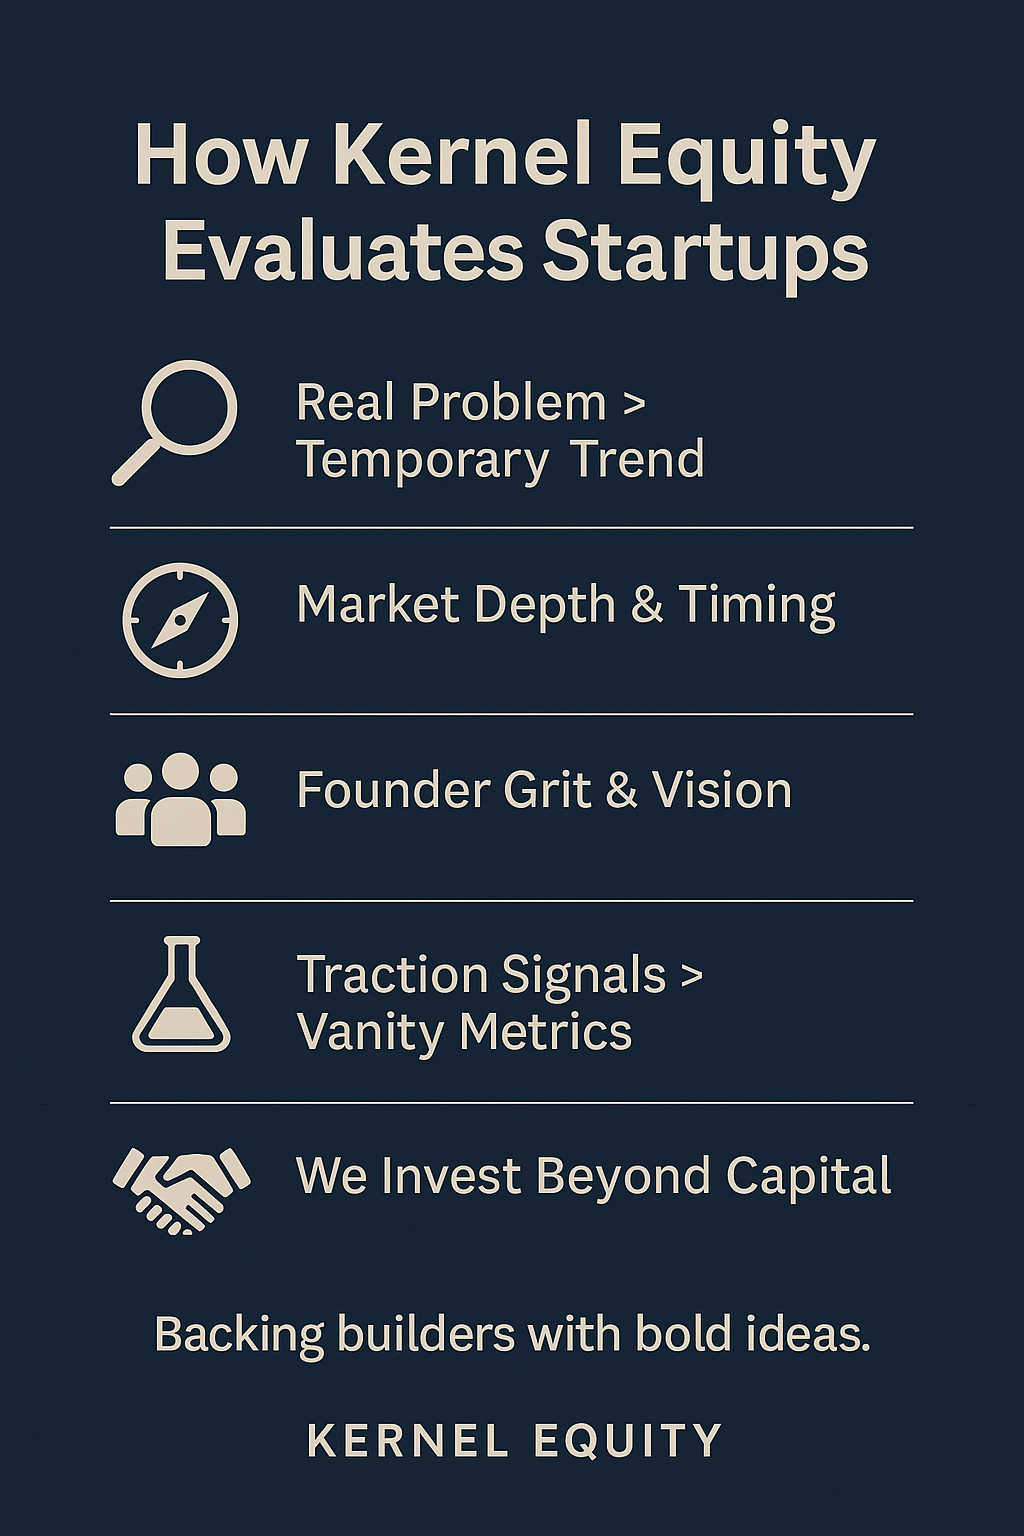 How Kernel Equity
Evaluates Startups
Real Problem >
Temporary Trend
Market Depth & Timing
Founder Grit & Vision
Traction Signals >
Vanity Metrics
We Invest Beyond Capital
Backing builders with bold ideas.
KERNEL EQUITY